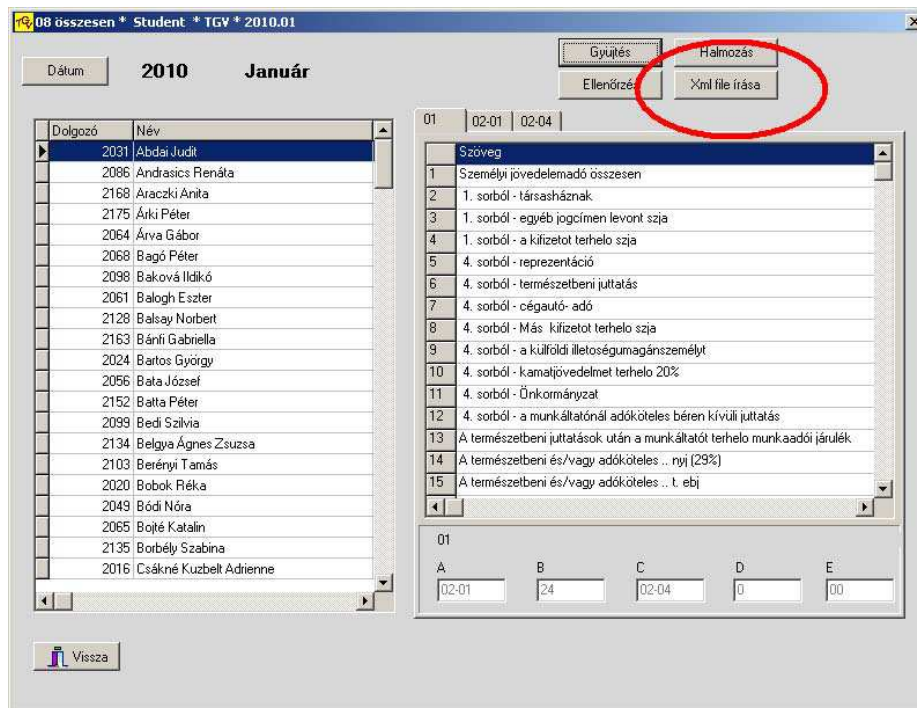 08 összesen * Student * TGV * 2010.01
Dátum
2010 Január
Gyüjtés
Halmozás
Ellenőrzés
Xml file írása
Dolgozó Név
2031 Abdai Judit
2086 Andrasics Renáta
2168 Araczki Anita
2175 Árki Péter
2064 Árva Gábor
2068 Bagó Péter
2098 Baková Ildikó
2061 Balogh Eszter
2128 Balsay Norbert
2163 Bánfi Gabriella
2024 Bartos György
2056 Bata József
2152 Batta Péter
2099 Bedi Szilvia
2134 Belgya Ágnes Zsuzsa
2103 Berényi Tamás
2020 Bobok Réka
2049 Bódi Nóra
2065 Bojté Katalin
2135 Borbély Szabina
2016 Csákné Kuzbelt Adrienne
01 02-01 02-04
Szöveg
1 Személyi jövedelemadó összesen
2 1. sorból - társasháznak
3 1. sorból - egyéb jogcímen levont szja
4 1. sorból - a kifizetot terhelo szja
5 4. sorból - reprezentáció
6 4. sorból - természetbeni juttatás
7 4. sorból - cégautó- adó
8 4. sorból - Más kifizetot terhelo szja
9 4. sorból - a külföldi illetoségumagánszemélyt
10 4. sorból - kamatjövedelmet terhelo 20%
11 4. sorból - Önkormányzat
12 4. sorból - a munkáltatónál adóköteles béren kívüli juttatás
13 A természetbeni juttatások után a munkáltatót terhelo munkaadói járulék
14 A természetbeni és/vagy adóköteles .. nyj (29%)
15 A természetbeni és/vagy adóköteles .. t. ebj
01
A B C D E
02-01 24 02-04 0 00
Vissza